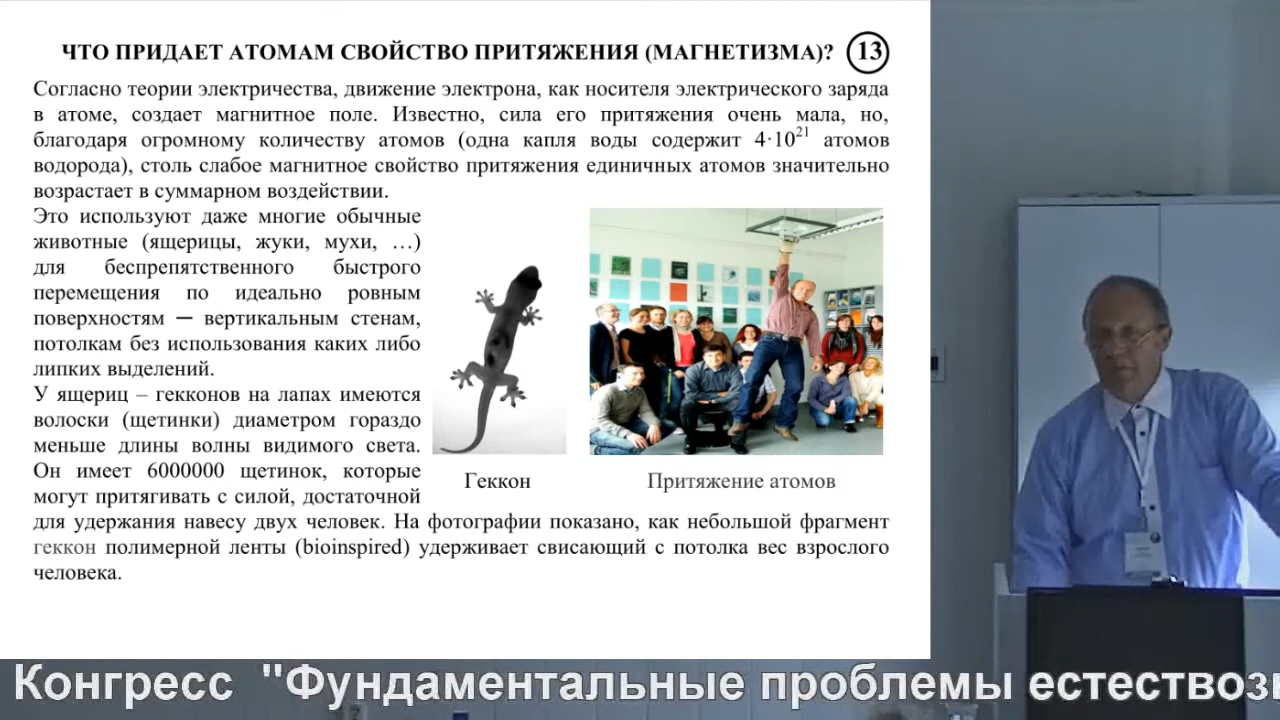 ЧТО ПРИДАЕТ АТОМАМ СВОЙСТВО ПРИТЯЖЕНИЯ (МАГНЕТИЗМА)? 13
Согласно теории электричества, движение электрона, как носителя электрического заряда
в атоме, создает магнитное поле. Известно, сила его притяжения очень мала, но,
благодаря огромному количеству атомов (одна капля воды содержит 4·10²¹ атомов
водорода), столь слабое магнитное свойство притяжения единичных атомов значительно
возрастает в суммарном воздействии.
Это используют даже многие обычные
животные (ящерицы, жуки, мухи, …)
для беспрепятственного быстрого
перемещения по идеально ровным
поверхностям — вертикальным стенам,
потолкам без использования каких либо
липких выделений.
У ящериц – гекконов на лапах имеются
волоски (щетинки) диаметром гораздо
меньше длины волны видимого света.
Он имеет 6000000 щетинок, которые
могут притягивать с силой, достаточной
для удержания навесу двух человек. На фотографии показано, как небольшой фрагмент
геккон полимерной ленты (bioinspired) удерживает свисающий с потолка вес взрослого
человека.
Геккон
Притяжение атомов
Конгресс "Фундаментальные проблемы естествоз